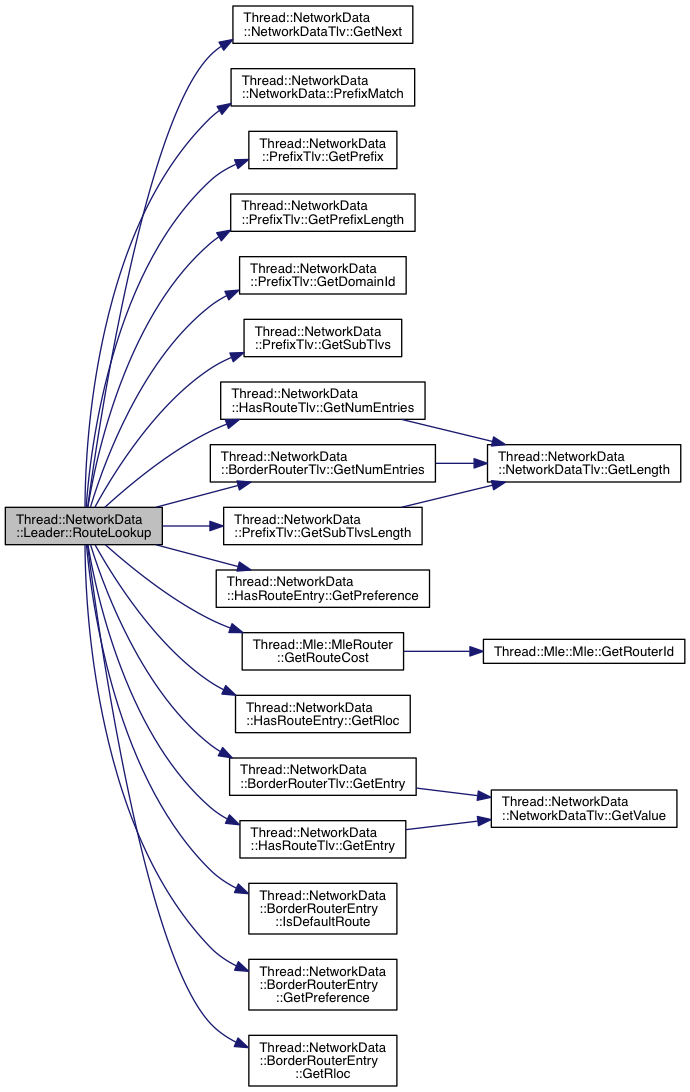 Thread::NetworkData
::NetworkDataTlv::GetNext
Thread::NetworkData
::NetworkData::PrefixMatch
Thread::NetworkData
::PrefixTlv::GetPrefix
Thread::NetworkData
::PrefixTlv::GetPrefixLength
Thread::NetworkData
::PrefixTlv::GetDomainId
Thread::NetworkData
::PrefixTlv::GetSubTlvs
Thread::NetworkData
::HasRouteTlv::GetNumEntries
Thread::NetworkData
::BorderRouterTlv::GetNumEntries
Thread::NetworkData
::NetworkDataTlv::GetLength
Thread::NetworkData
::Leader::RouteLookup
Thread::NetworkData
::PrefixTlv::GetSubTlvsLength
Thread::NetworkData
::HasRouteEntry::GetPreference
Thread::Mle::MleRouter
::GetRouteCost
Thread::Mle::Mle::GetRouterId
Thread::NetworkData
::HasRouteEntry::GetRloc
Thread::NetworkData
::BorderRouterTlv::GetEntry
Thread::NetworkData
::NetworkDataTlv::GetValue
Thread::NetworkData
::HasRouteTlv::GetEntry
Thread::NetworkData
::BorderRouterEntry
::IsDefaultRoute
Thread::NetworkData
::BorderRouterEntry
::GetPreference
Thread::NetworkData
::BorderRouterEntry
::GetRloc